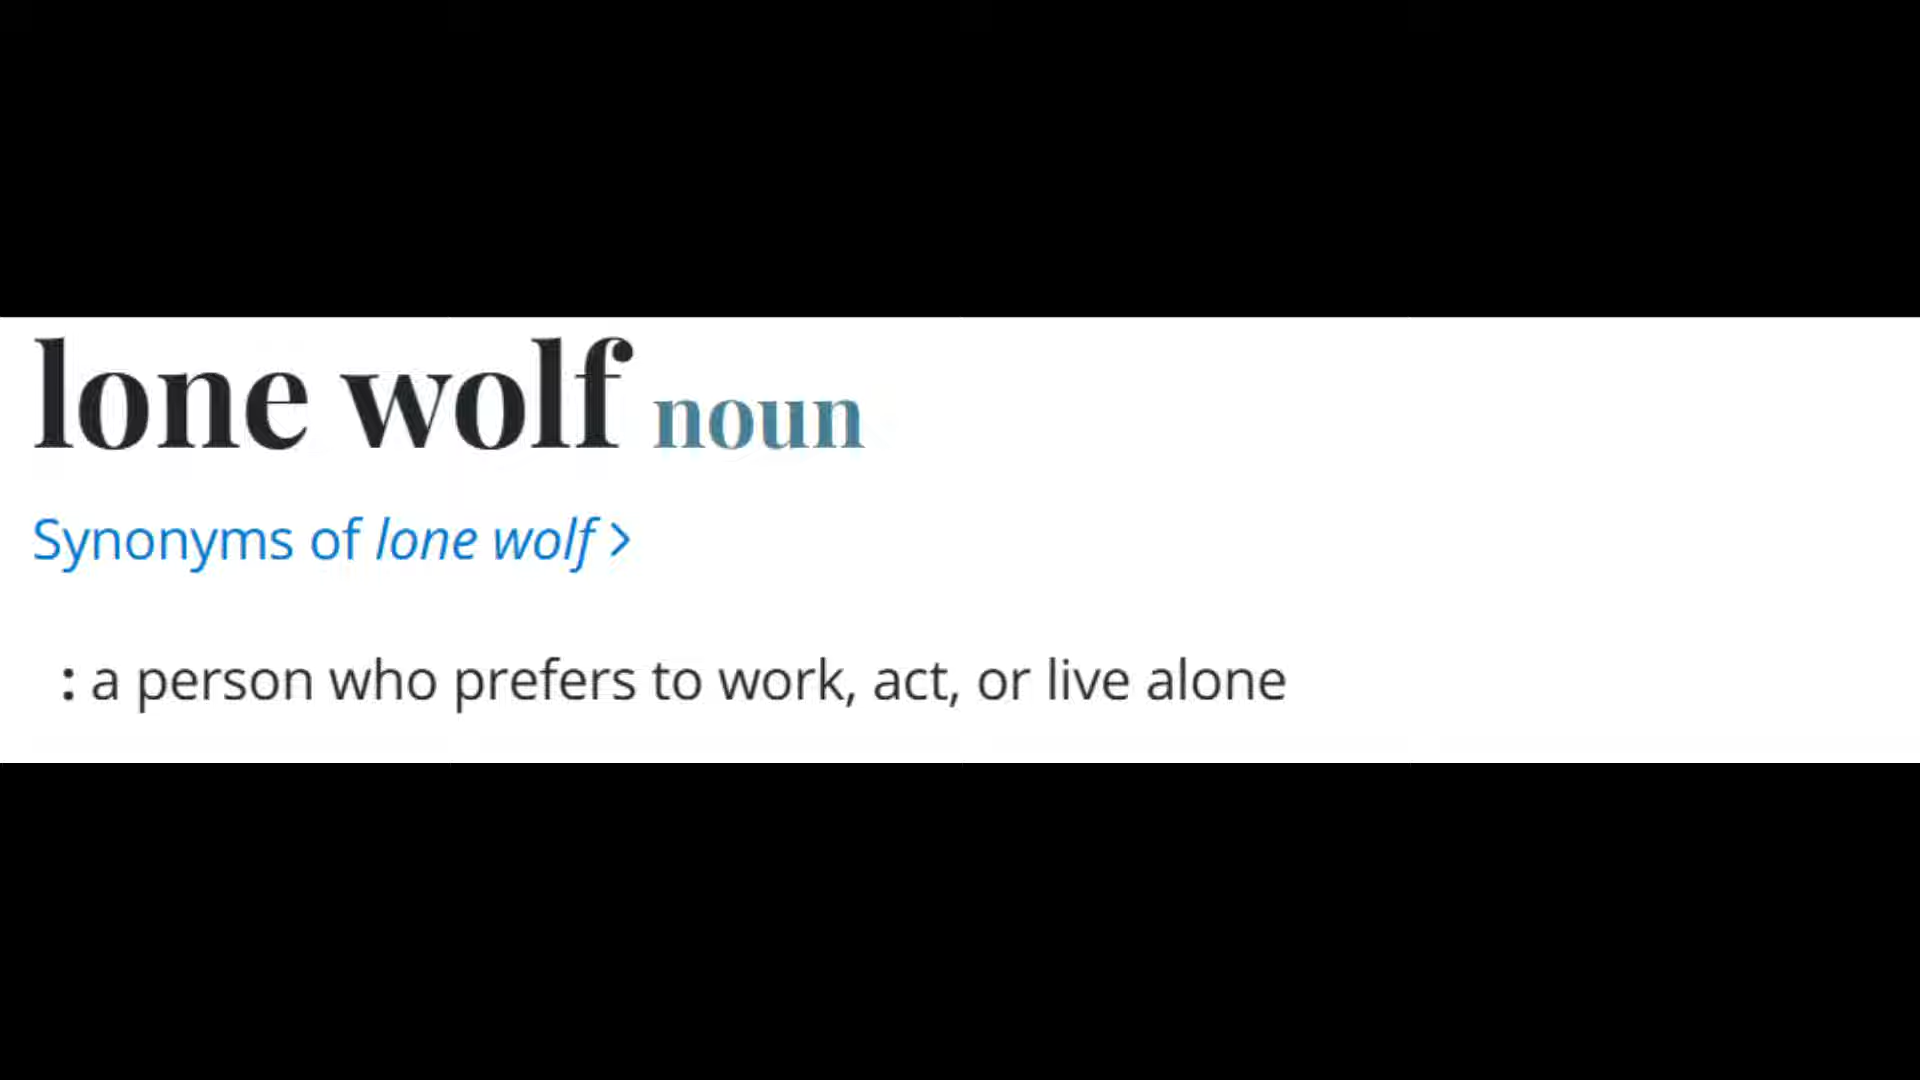 lone wolf noun
Synonyms of lone wolf >
: a person who prefers to work, act, or live alone